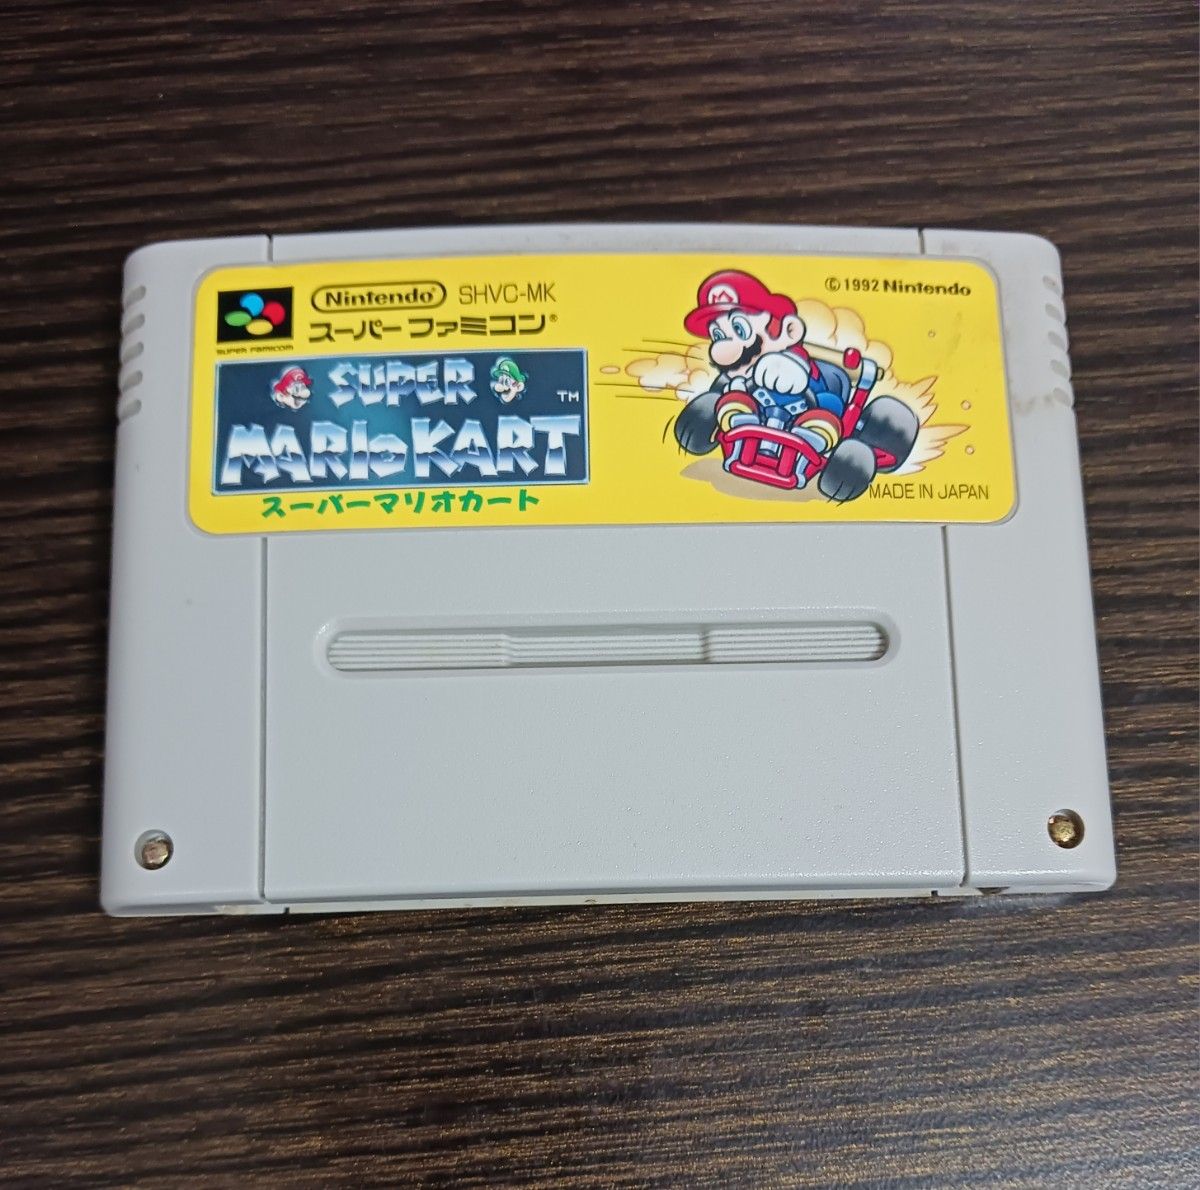 SUPER FAMICOM
Nintendo® SHVC-MK
スーパーファミコン®
SUPER
MARIO KART
TM
スーパーマリオカート
M
©1992 Nintendo
MADE IN JAPAN